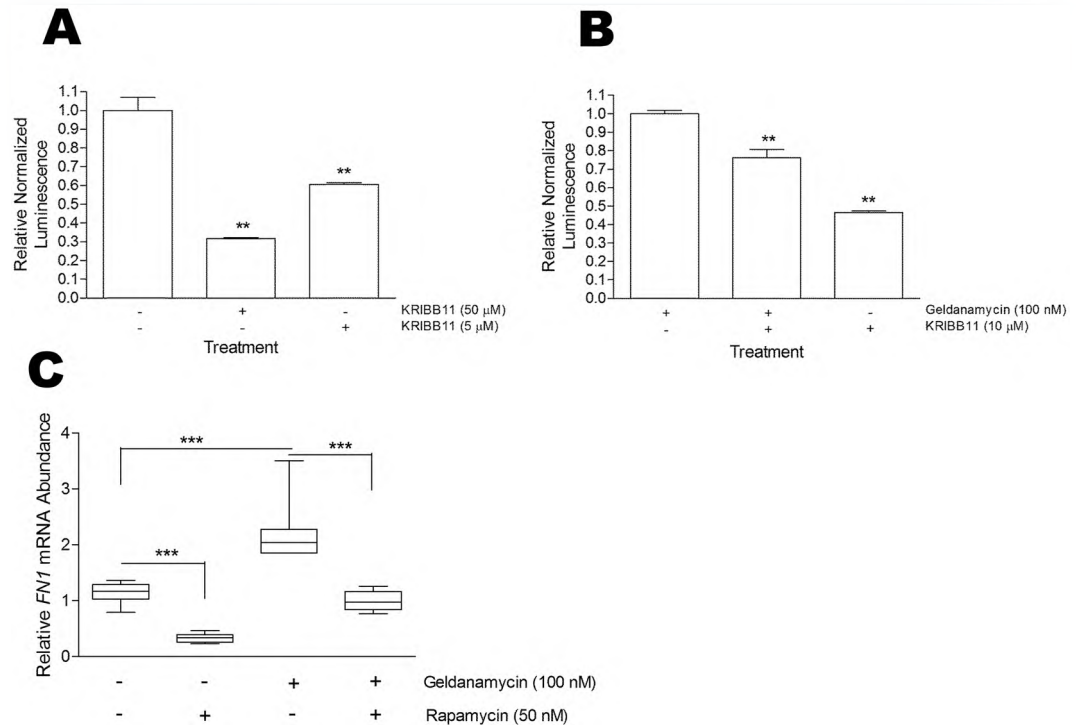 A
Relative Normalized
Luminescence
1.1
1.0
0.9
0.8
0.7
0.6
0.5
0.4
0.3
0.2
0.1
0.0
**
**
- + - KRIBB11 (50 μM)
- - + KRIBB11 (5 μM)
Treatment
B
Relative Normalized
Luminescence
1.1
1.0
0.9
0.8
0.7
0.6
0.5
0.4
0.3
0.2
0.1
0.0
**
**
+ + - Geldanamycin (100 nM)
- + + KRIBB11 (10 μM)
Treatment
C
Relative FN1 mRNA Abundance
4
3
2
1
0
***
***
***
- - + + Geldanamycin (100 nM)
- + - + Rapamycin (50 nM)